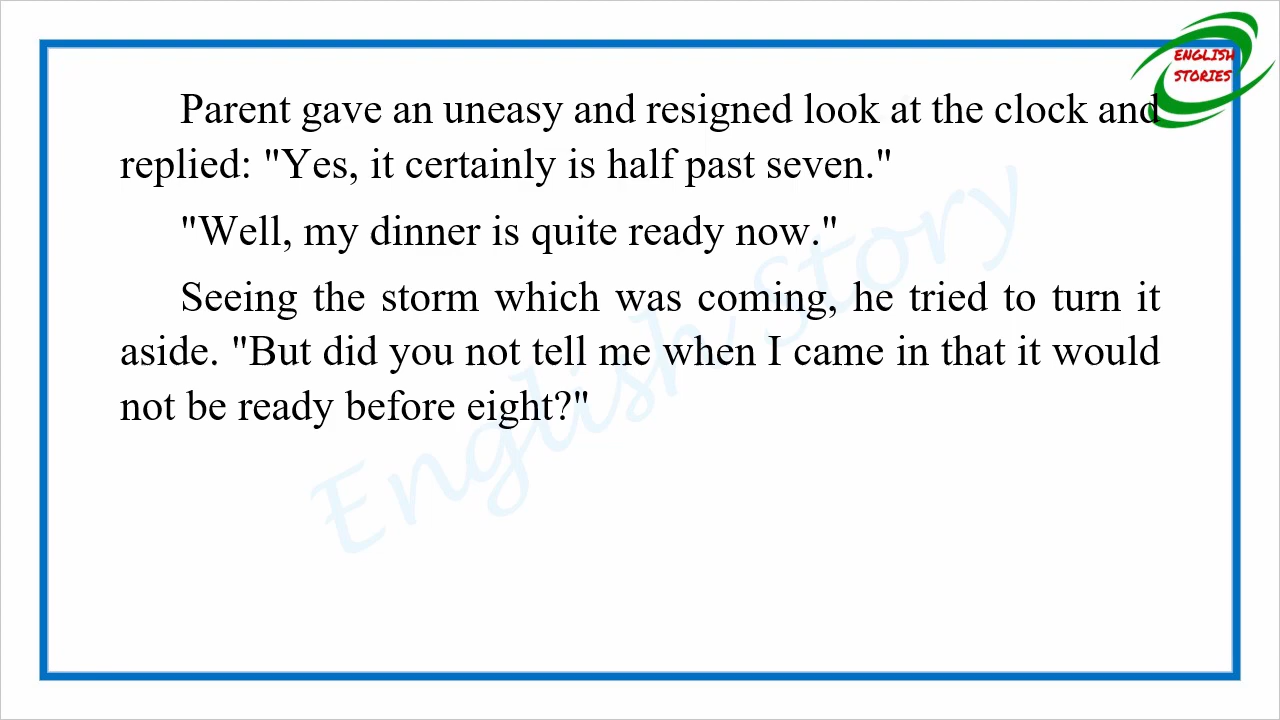 ENGLISH
STORIES
Parent gave an uneasy and resigned look at the clock and
replied: "Yes, it certainly is half past seven."
"Well, my dinner is quite ready now."
Seeing the storm which was coming, he tried to turn it
aside. "But did you not tell me when I came in that it would
not be ready before eight?"
English Story